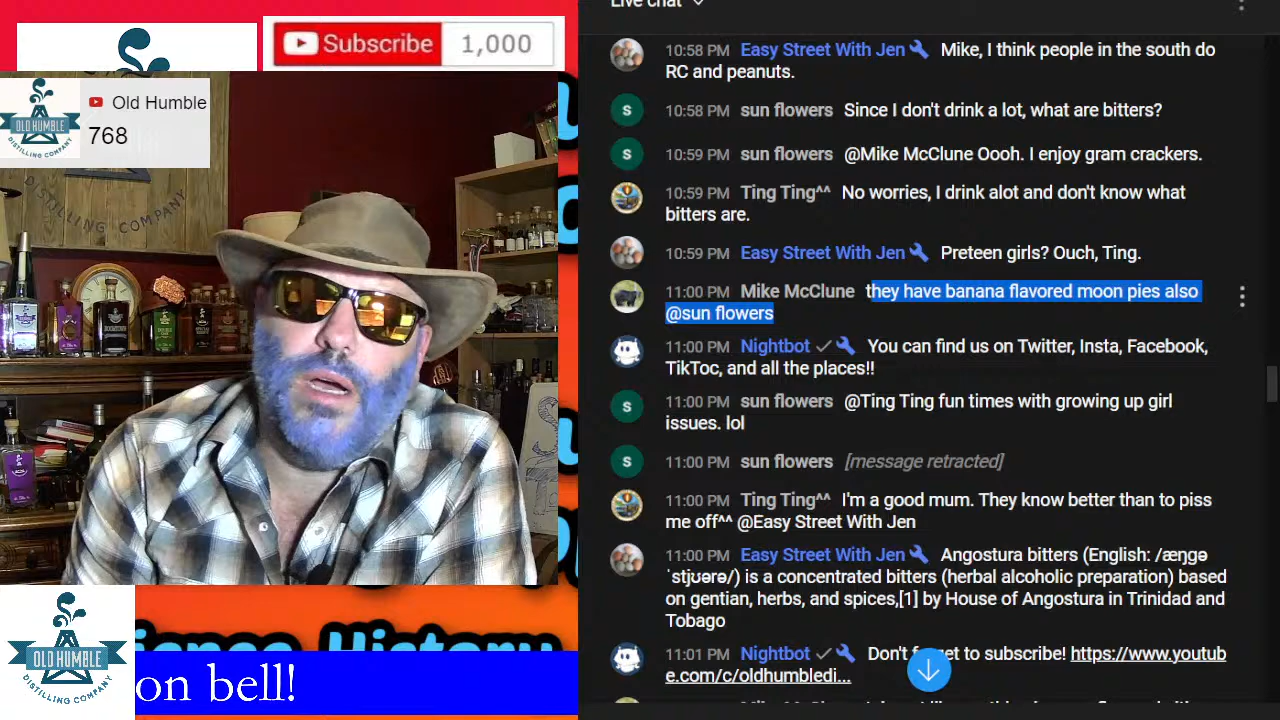 Subscribe
1,000
Old Humble
768
OLD HUMBLE
DISTILLING COMPANY
DISTILLING COMPANY
OLD HUMBLE
DISTILLING COMPANY
on bell!
Live chat
10:58 PM Easy Street With Jen Mike, I think people in the south do
RC and peanuts.
S
10:58 PM sun flowers Since I don't drink a lot, what are bitters?
S
10:59 PM sun flowers @Mike McClune Oooh. I enjoy gram crackers.
10:59 PM Ting Ting^^ No worries, I drink alot and don't know what
bitters are.
10:59 PM Easy Street With Jen Preteen girls? Ouch, Ting.
11:00 PM Mike McClune they have banana flavored moon pies also
@sun flowers
11:00 PM Nightbot You can find us on Twitter, Insta, Facebook,
TikToc, and all the places!!
S
11:00 PM sun flowers @Ting Ting fun times with growing up girl
issues. lol
S
11:00 PM sun flowers [message retracted]
11:00 PM Ting Ting^^ I'm a good mum. They know better than to piss
me off^^ @Easy Street With Jen
11:00 PM Easy Street With Jen Angostura bitters (English: /æŋɡə
ˈstjʊərə/) is a concentrated bitters (herbal alcoholic preparation) based
on gentian, herbs, and spices,[1] by House of Angostura in Trinidad and
Tobago
11:01 PM Nightbot Don't to subscribe! https://www.youtub
e.com/c/oldhumbledi...